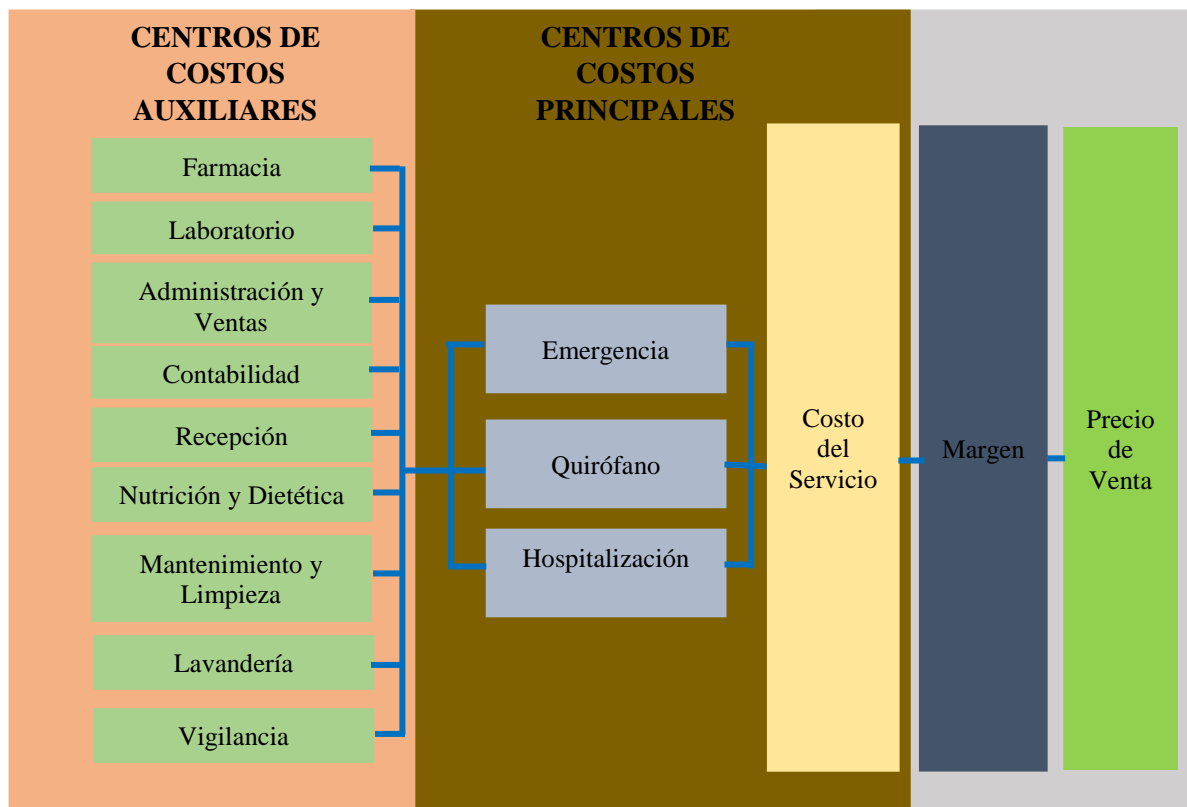 CENTROS DE
COSTOS
AUXILIARES
Farmacia
Laboratorio
Administración y
Ventas
Contabilidad
Recepción
Nutrición y Dietética
Mantenimiento y
Limpieza
Lavandería
Vigilancia
CENTROS DE
COSTOS
PRINCIPALES
Emergencia
Quirófano
Hospitalización
Costo
del
Servicio
Margen
Precio
de
Venta